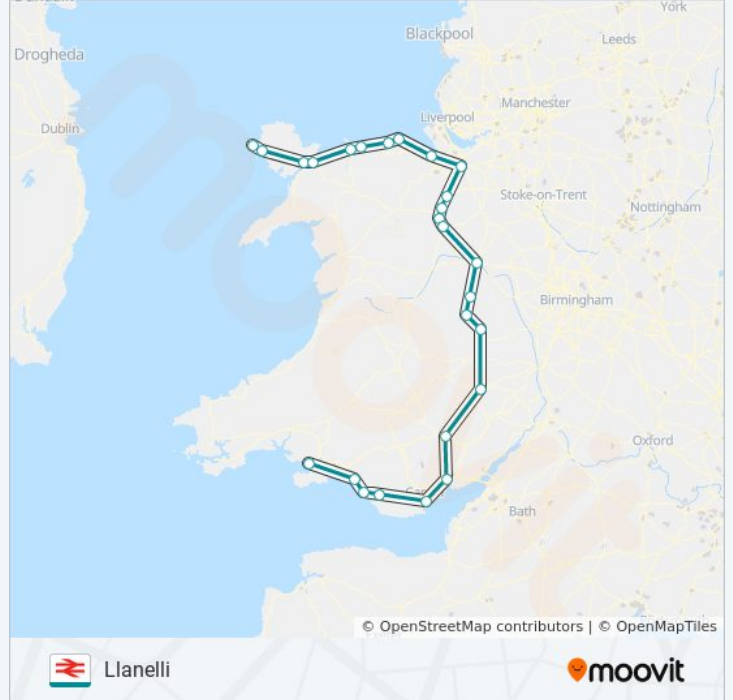 York
Blackpool
Leeds
Drogheda
Manchester
Liverpool
Dublin
Stoke-on-Trent
Nottingham
Birmingham
Oxford
Bath
© OpenStreetMap contributors | © OpenMapTiles
Llanelli
moovit